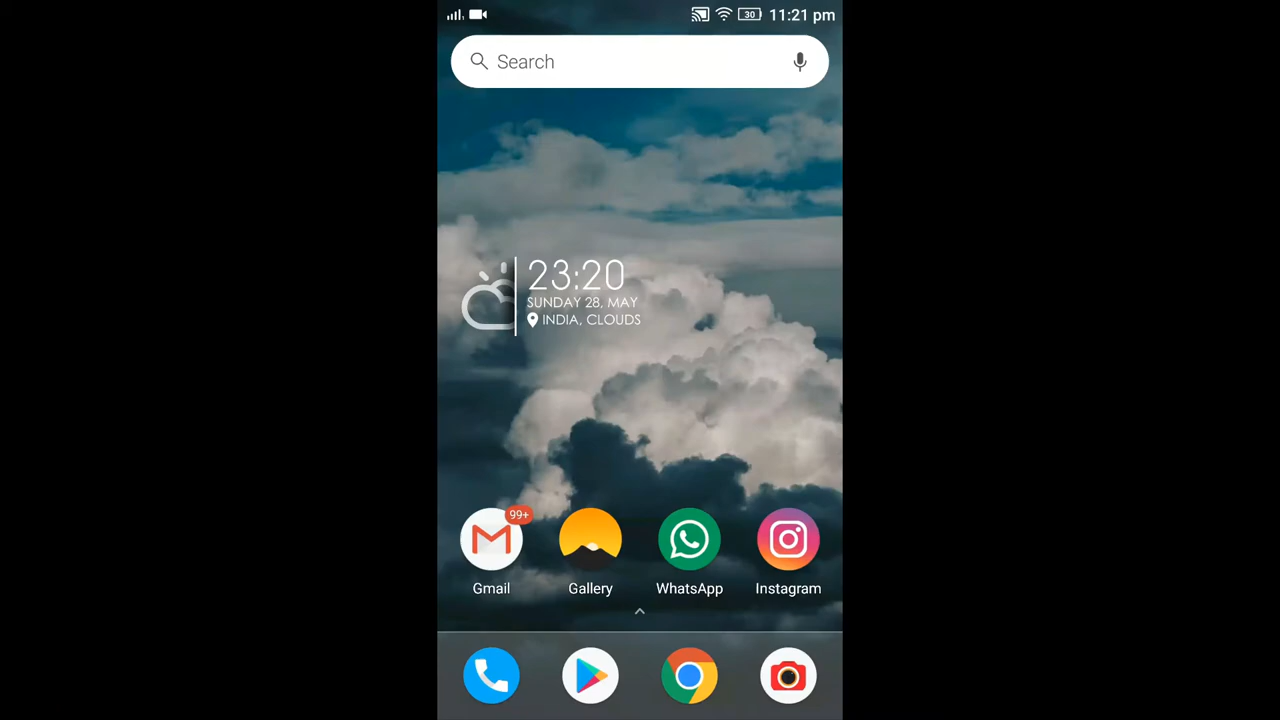 30 11:21 pm
Search
23:20
SUNDAY 28, MAY
INDIA, CLOUDS
99+
Gmail Gallery WhatsApp Instagram